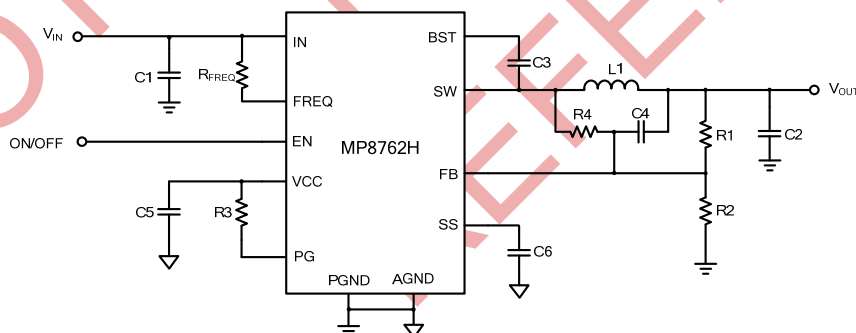 VIN
IN
BST
C1
RFREQ
C3
SW
L1
VOUT
FREQ
R4
C4
R1
C2
ON/OFF
EN
MP8762H
VCC
FB
C5
R3
R2
SS
PG
C6
PGND
AGND